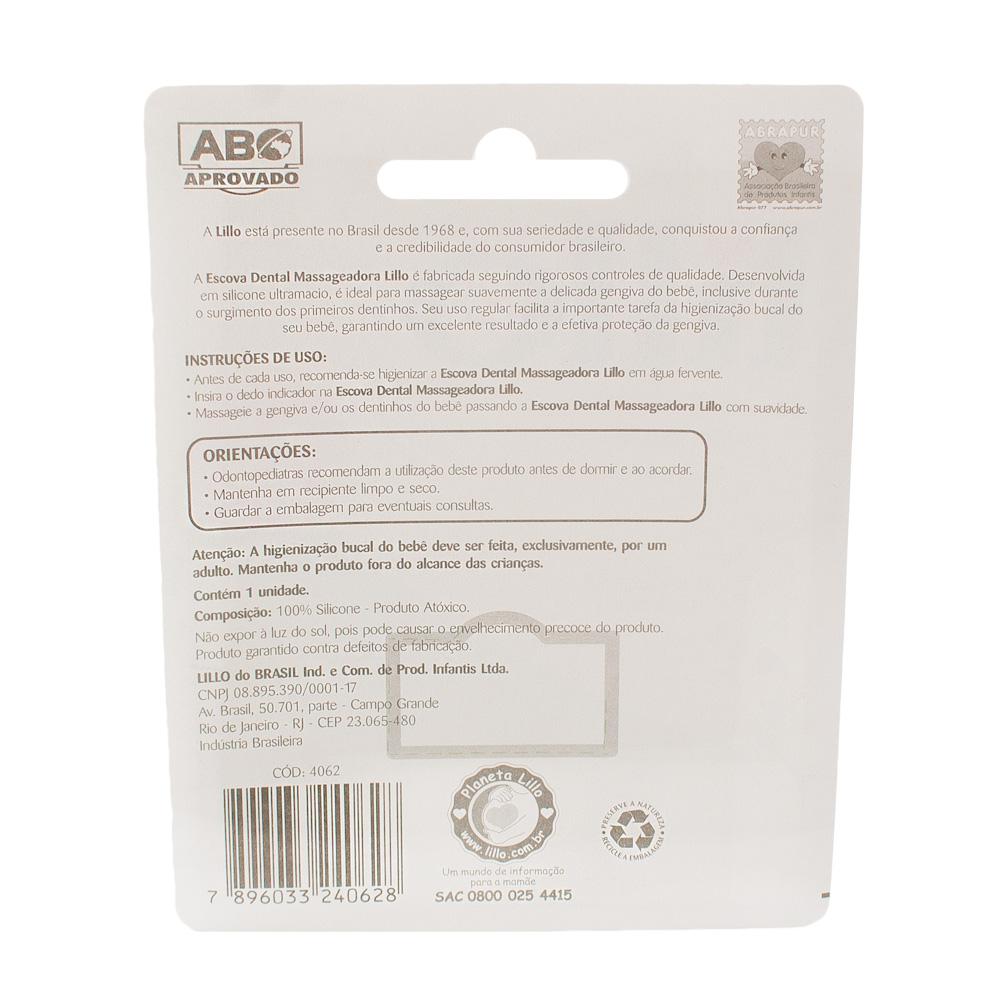 ABO
APROVADO
ABRAPUR
Associação Brasileira
de Produtos Infantis
Abrapur 077 www.abrapur.com.br
A Lillo está presente no Brasil desde 1968 e, com sua seriedade e qualidade, conquistou a confiança
e a credibilidade do consumidor brasileiro.
A Escova Dental Massageadora Lillo é fabricada seguindo rigorosos controles de qualidade. Desenvolvida
em silicone ultramacio, é ideal para massagear suavemente a delicada gengiva do bebê, inclusive durante
o surgimento dos primeiros dentinhos. Seu uso regular facilita a importante tarefa da higienização bucal do
seu bebê, garantindo um excelente resultado e a efetiva proteção da gengiva.
INSTRUÇÕES DE USO:
• Antes de cada uso, recomenda-se higienizar a Escova Dental Massageadora Lillo em água fervente.
• Insira o dedo indicador na Escova Dental Massageadora Lillo.
• Massageie a gengiva e/ou os dentinhos do bebê passando a Escova Dental Massageadora Lillo com suavidade.
ORIENTAÇÕES:
• Odontopediatras recomendam a utilização deste produto antes de dormir e ao acordar.
• Mantenha em recipiente limpo e seco.
• Guardar a embalagem para eventuais consultas.
Atenção: A higienização bucal do bebê deve ser feita, exclusivamente, por um
adulto. Mantenha o produto fora do alcance das crianças.
Contém 1 unidade.
Composição: 100% Silicone - Produto Atóxico.
Não expor à luz do sol, pois pode causar o envelhecimento precoce do produto.
Produto garantido contra defeitos de fabricação.
LILLO do BRASIL Ind. e Com. de Prod. Infantis Ltda.
CNPJ 08.895.390/0001-17
Av. Brasil, 50.701, parte - Campo Grande
Rio de Janeiro - RJ - CEP 23.065-480
Indústria Brasileira
CÓD: 4062
7 896033 240628
Planeta Lillo
www.lillo.com.br
Um mundo de informação
para a mamãe
SAC 0800 025 4415
PRESERVE A NATUREZA
RECICLE A EMBALAGEM